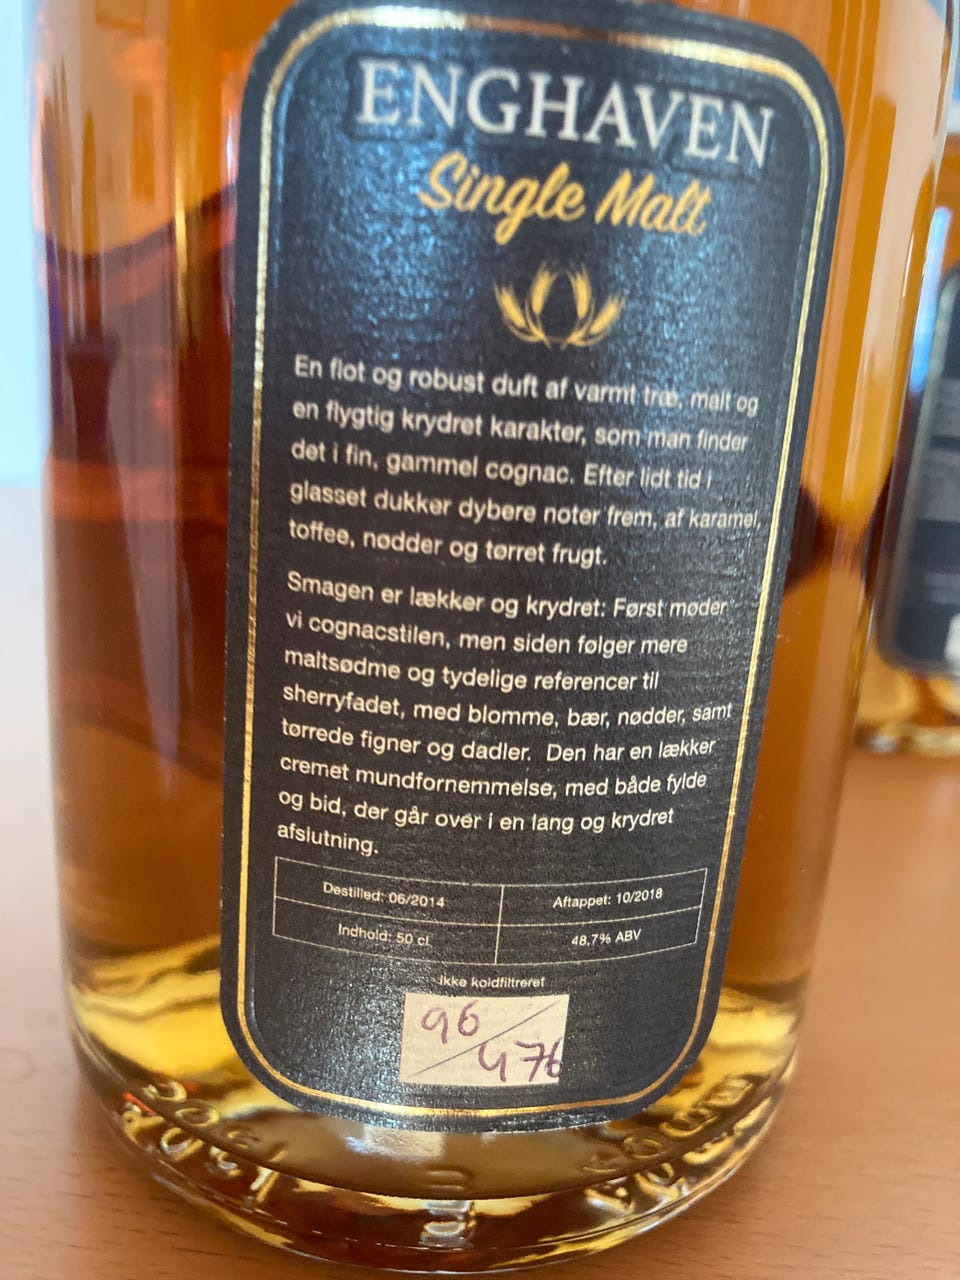 ENGHAVEN
Single Malt
En flot og robust duft af varmt træ, malt og
en flygtig krydret karakter, som man finder
det i fin, gammel cognac. Efter lidt tid i
glasset dukker dybere noter frem, af karamel,
toffee, nødder og tørret frugt.
Smagen er lækker og krydret: Først møder
vi cognacstilen, men siden følger mere
maltsødme og tydelige referencer til
sherryfadet, med blomme, bær, nødder, samt
tørrede figner og dadler. Den har en lækker
cremet mundfornemmelse, med både fylde
og bid, der går over i en lang og krydret
afslutning.
Destilled: 06/2014 Aftappet: 10/2018
Indhold: 50 cl 48,7% ABV
Ikke koldfiltreret
96/476